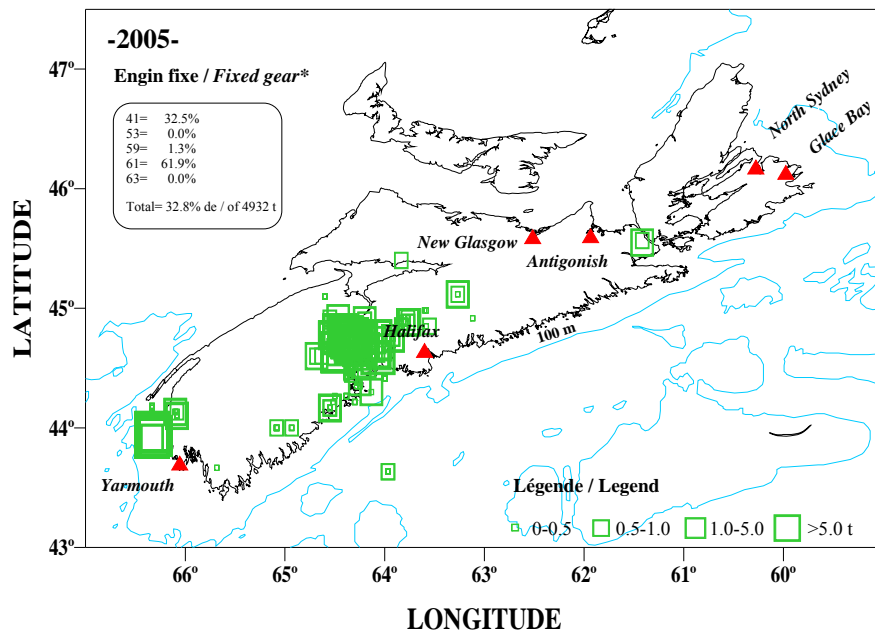 -2005-
Engin fixe / Fixed gear*
41= 32.5%
53= 0.0%
59= 1.3%
61= 61.9%
63= 0.0%
Total= 32.8% de / of 4932 t
47º
46º
45º
44º
43º
LATITUDE
North Sydney
Glace Bay
New Glasgow
Antigonish
Halifax
100 m
Yarmouth
Légende / Legend
0-0.5
0.5-1.0
1.0-5.0
>5.0 t
66º
65º
64º
63º
62º
61º
60º
LONGITUDE